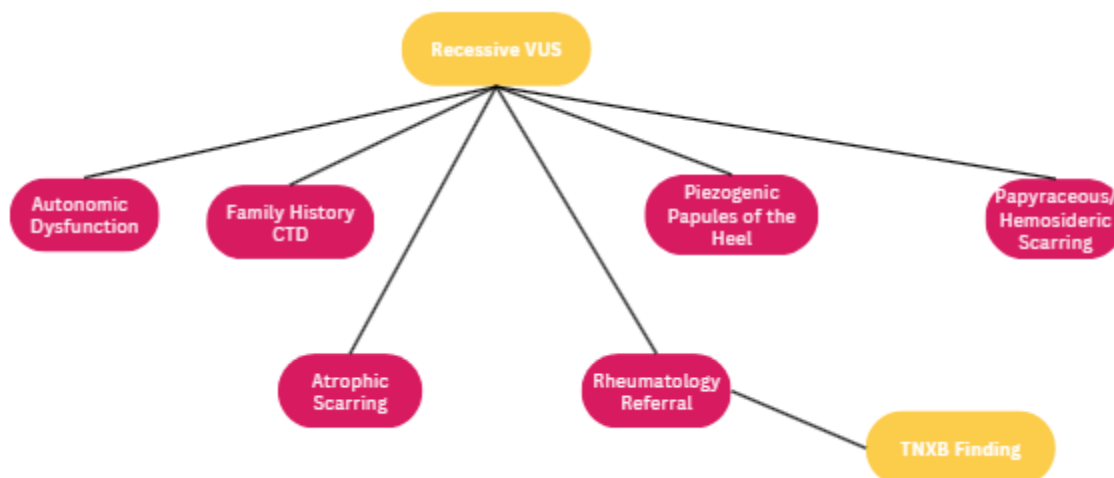 Recessive VUS
Autonomic
Dysfunction
Family History
CTD
Piezogenic
Papules of the
Heel
Papyraceous/
Hemosideric
Scarring
Atrophic
Scarring
Rheumatology
Referral
TNXB Finding